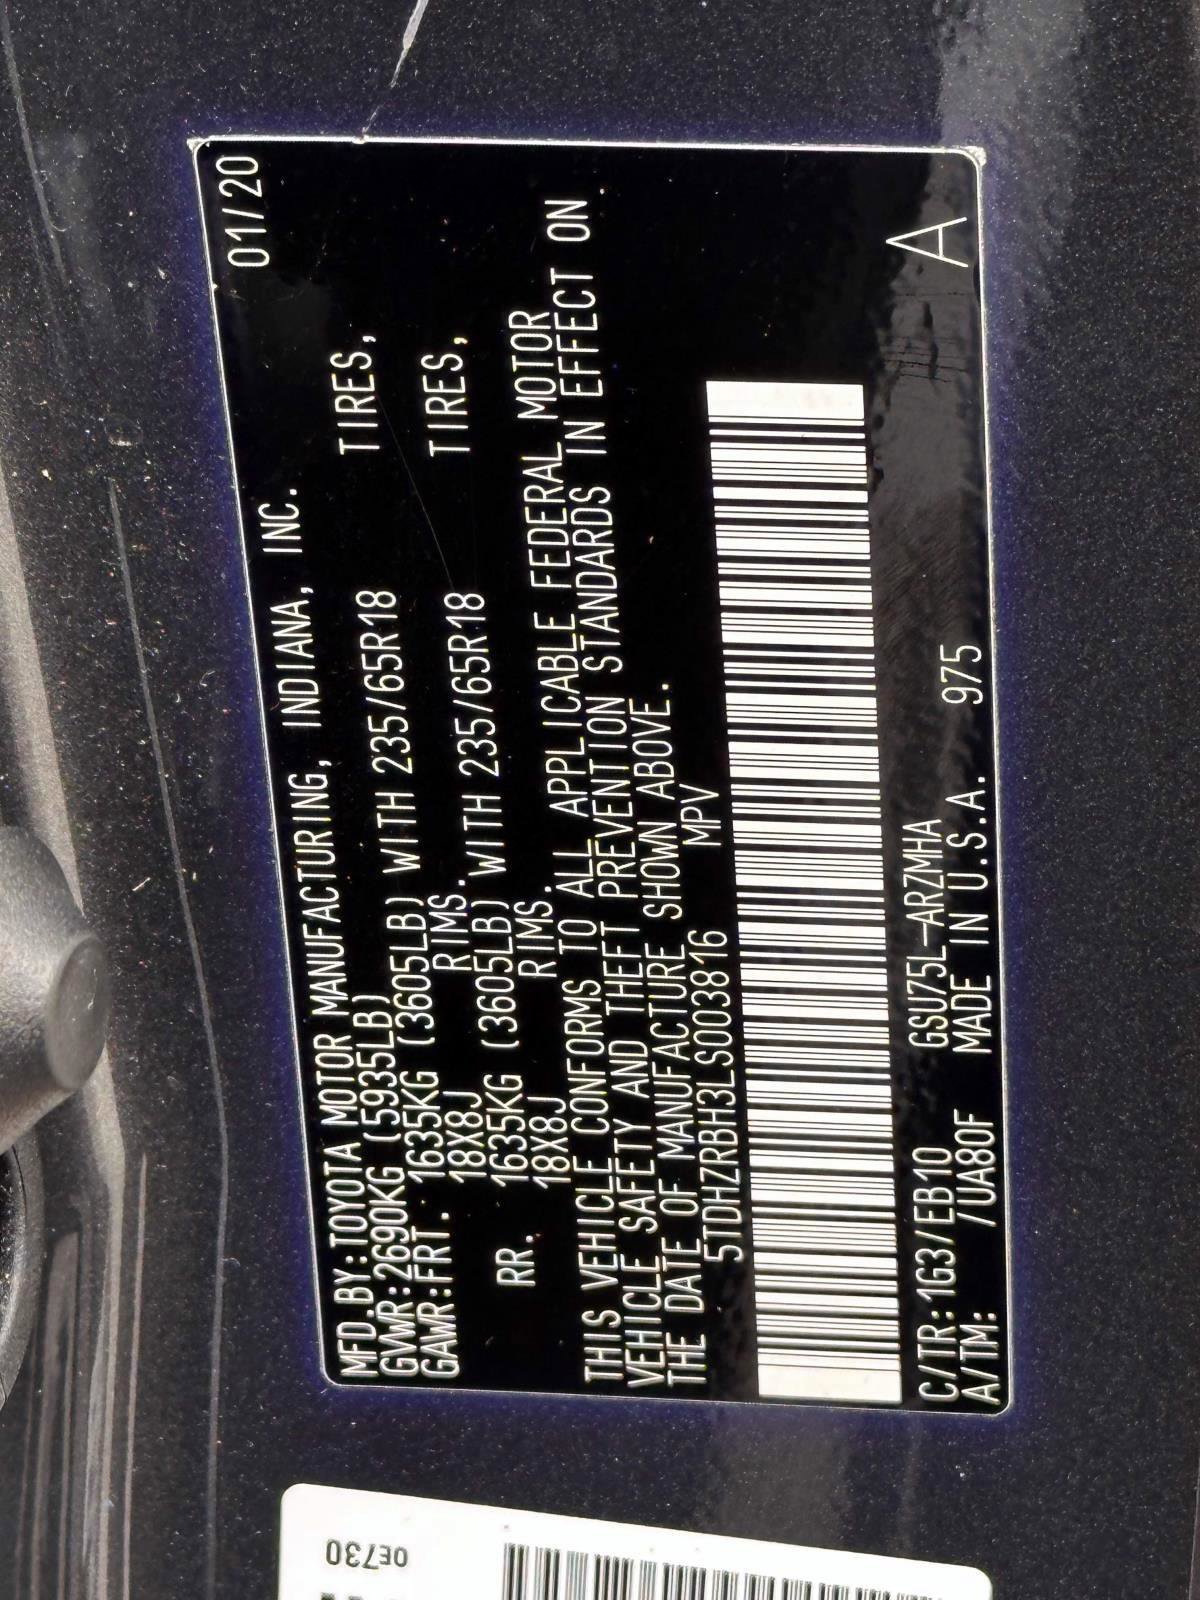 MFD.BY:TOYOTA MOTOR MANUFACTURING, INDIANA, INC. 01/20
GVWR:2690KG (5935LB)
GAWR:FRT. 1635KG (3605LB) WITH 235/65R18 TIRES,
18X8J RIMS.
RR. 1635KG (3605LB) WITH 235/65R18 TIRES,
18X8J RIMS.
THIS VEHICLE CONFORMS TO ALL APPLICABLE FEDERAL MOTOR
VEHICLE SAFETY AND THEFT PREVENTION STANDARDS IN EFFECT ON
THE DATE OF MANUFACTURE SHOWN ABOVE.
5TDHZRBH3LS003816 MPV
C/TR:1G3/EB10 GSU75L-ARZMHA A
A/TM: /UA80F MADE IN U.S.A. 975
OE730